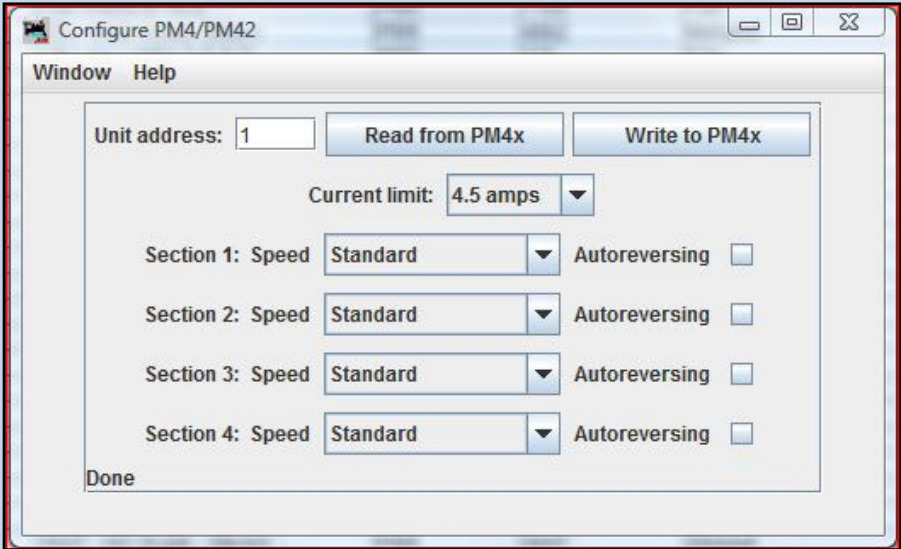 Configure PM4/PM42
Window Help
Unit address: 1 Read from PM4x Write to PM4x
Current limit: 4.5 amps
Section 1: Speed Standard Autoreversing
Section 2: Speed Standard Autoreversing
Section 3: Speed Standard Autoreversing
Section 4: Speed Standard Autoreversing
Done